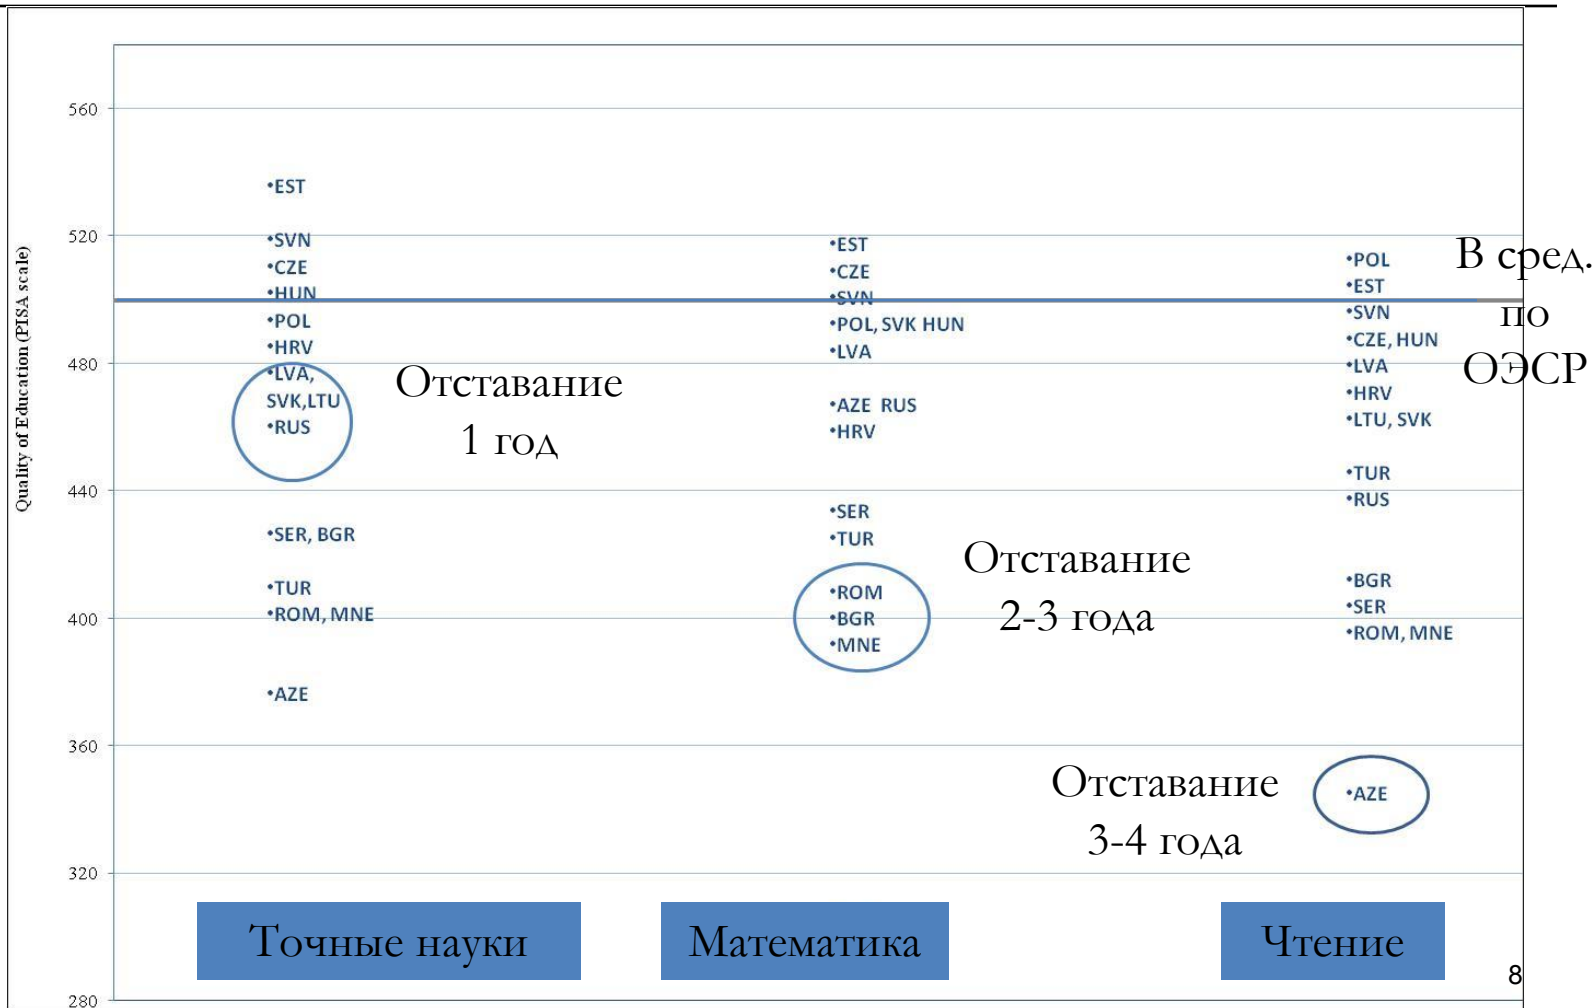 Quality of Education (PISA scale)
560
520
480
440
400
360
320
280
•EST
•SVN
•CZE
•HUN
•POL
•HRV
•LVA,
SVK,LTU
•RUS
•SER, BGR
•TUR
•ROM, MNE
•AZE
Отставание
1 год
•EST
•CZE
•SVN
•POL, SVK HUN
•LVA
•AZE RUS
•HRV
•SER
•TUR
•ROM
•BGR
•MNE
Отставание
2-3 года
•POL
•EST
•SVN
•CZE, HUN
•LVA
•HRV
•LTU, SVK
•TUR
•RUS
•BGR
•SER
•ROM, MNE
•AZE
В сред.
по
ОЭСР
Отставание
3-4 года
Точные науки
Математика
Чтение
8